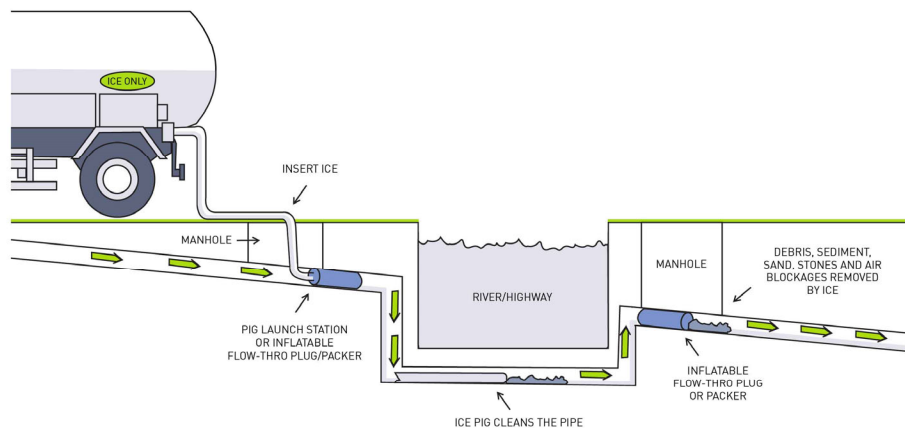 ICE ONLY
INSERT ICE
MANHOLE
PIG LAUNCH STATION
OR INFLATABLE
FLOW-THRO PLUG/PACKER
RIVER/HIGHWAY
ICE PIG CLEANS THE PIPE
MANHOLE
DEBRIS, SEDIMENT,
SAND, STONES AND AIR
BLOCKAGES REMOVED
BY ICE
INFLATABLE
FLOW-THRO PLUG
OR PACKER